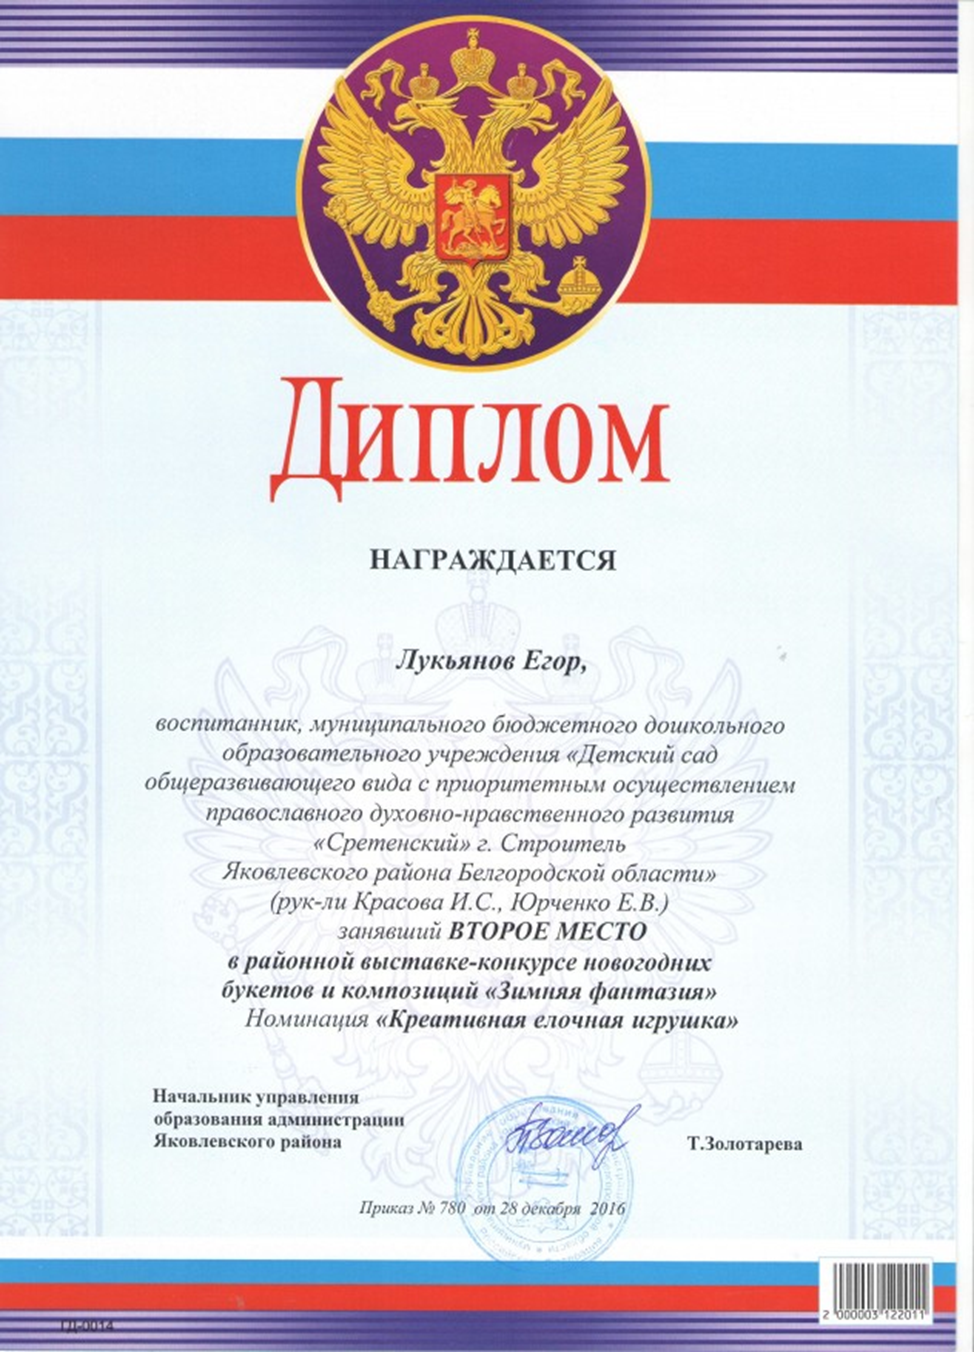 Диплом
НАГРАЖДАЕТСЯ
Лукьянов Егор,
воспитанник, муниципального бюджетного дошкольного
образовательного учреждения «Детский сад
общеразвивающего вида с приоритетным осуществлением
православного духовно-нравственного развития
«Сретенский» г. Строитель
Яковлевского района Белгородской области»
(рук-ли Красова И.С., Юрченко Е.В.)
занявший ВТОРОЕ МЕСТО
в районной выставке-конкурсе новогодних
букетов и композиций «Зимняя фантазия»
Номинация «Креативная елочная игрушка»
Начальник управления
образования администрации
Яковлевского района
Т.Золотарева
Приказ № 780 от 28 декабря 2016
2 000003 122011
ГД-0014